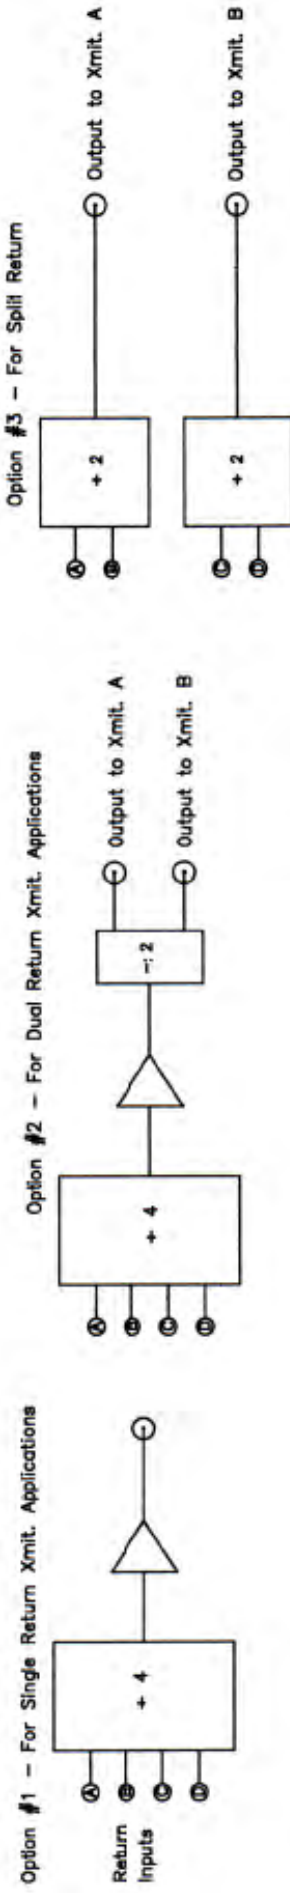 Option #1 – For Single Return Xmit. Applications
Return
Inputs
A
B
C
D
+ 4
Option #2 – For Dual Return Xmit. Applications
A
B
C
D
+ 4
-: 2
Output to Xmit. A
Output to Xmit. B
Option #3 – For Split Return
A
B
+ 2
Output to Xmit. A
C
D
+ 2
Output to Xmit. B